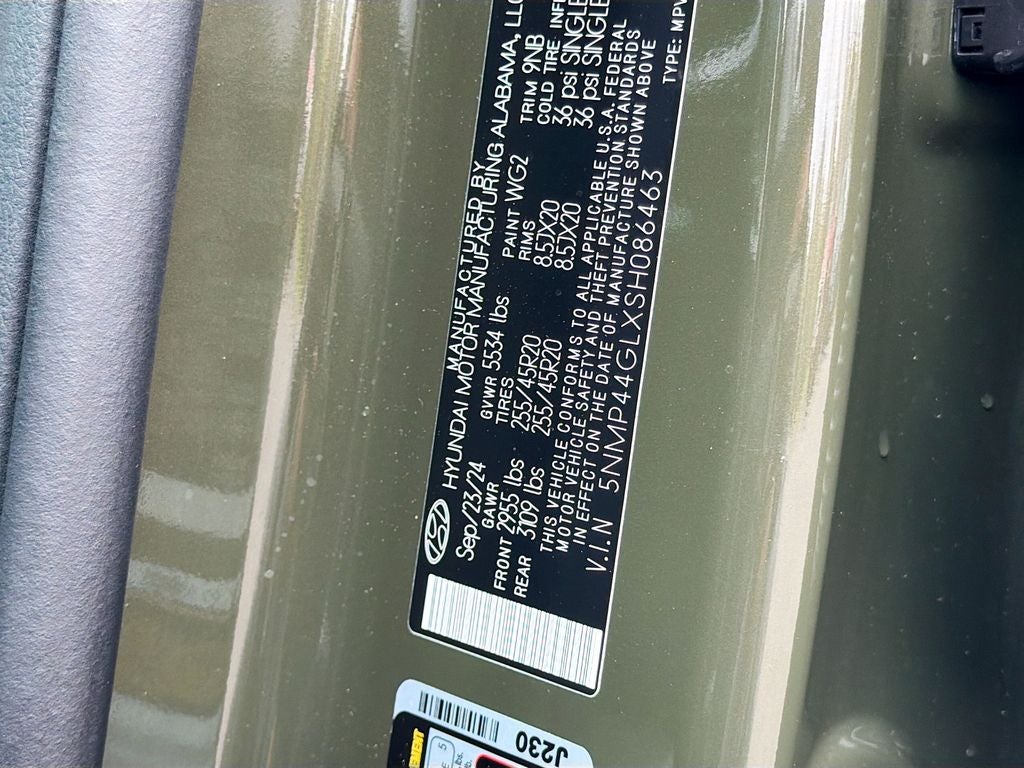 MANUFACTURED BY
HYUNDAI MOTOR MANUFACTURING ALABAMA, LLC
Sep/23/24 GVWR 5534 lbs PAINT WG2 TRIM 9NB
GAWR TIRES RIMS COLD TIRE INF
FRONT 2955 lbs 255/45R20 8.5JX20 36 psi SINGLE
REAR 3109 lbs 255/45R20 8.5JX20 36 psi SINGLE
THIS VEHICLE CONFORMS TO ALL APPLICABLE U.S.A. FEDERAL
MOTOR VEHICLE SAFETY AND THEFT PREVENTION STANDARDS
IN EFFECT ON THE DATE OF MANUFACTURE SHOWN ABOVE
V.I.N 5NMP44GLXSH086463 TYPE: MPV
J230
5